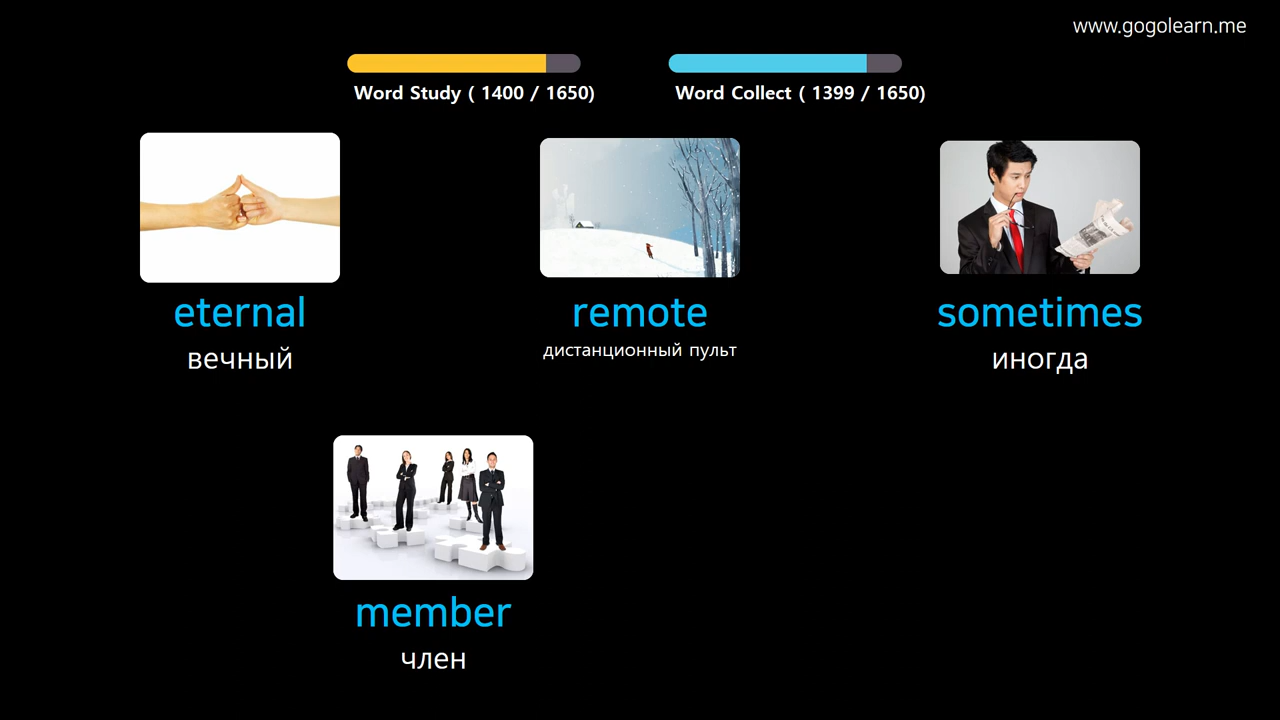 www.gogolearn.me
Word Study ( 1400 / 1650)
Word Collect ( 1399 / 1650)
eternal
вечный
remote
дистанционный пульт
sometimes
иногда
member
член